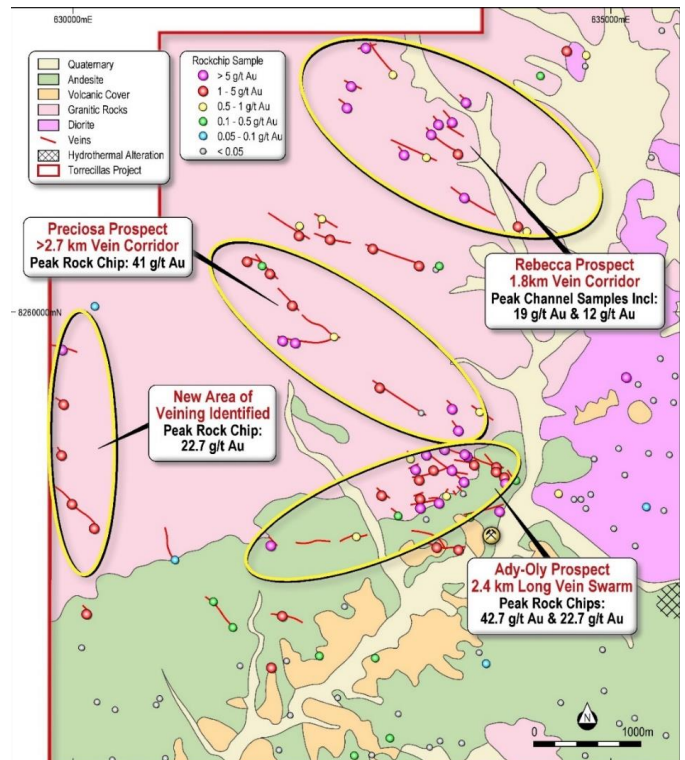 630000mE
635000mE
8260000mN
Quaternary
Andesite
Volcanic Cover
Granitic Rocks
Diorite
Veins
Hydrothermal Alteration
Torrecillas Project
Rockchip Sample
> 5 g/t Au
1 - 5 g/t Au
0.5 - 1 g/t Au
0.1 - 0.5 g/t Au
0.05 - 0.1 g/t Au
< 0.05
Preciosa Prospect
>2.7 km Vein Corridor
Peak Rock Chip: 41 g/t Au
Rebecca Prospect
1.8km Vein Corridor
Peak Channel Samples Incl:
19 g/t Au & 12 g/t Au
New Area of
Veining Identified
Peak Rock Chip:
22.7 g/t Au
Ady-Oly Prospect
2.4 km Long Vein Swarm
Peak Rock Chips:
42.7 g/t Au & 22.7 g/t Au
N
0
1000m